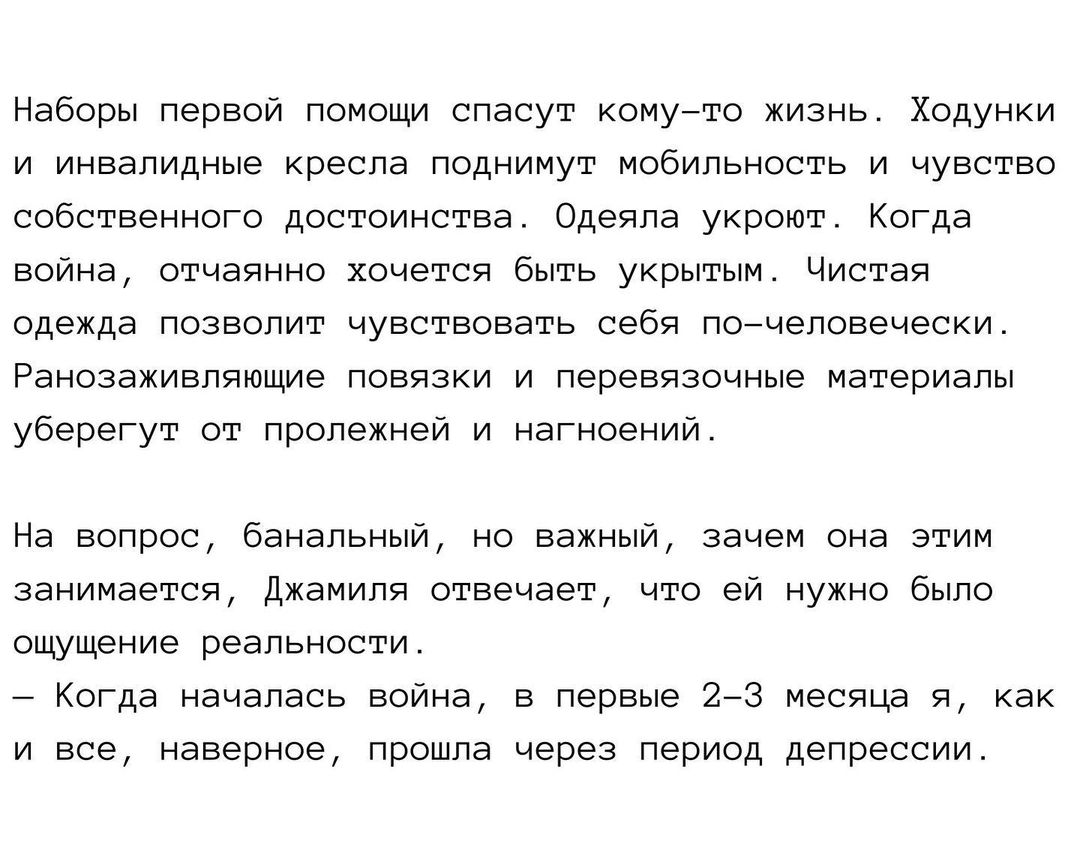 Наборы первой помощи спасут кому-то жизнь. Ходунки
и инвалидные кресла поднимут мобильность и чувство
собственного достоинства. Одеяла укроют. Когда
война, отчаянно хочется быть укрытым. Чистая
одежда позволит чувствовать себя по-человечески.
Ранозаживляющие повязки и перевязочные материалы
уберегут от пролежней и нагноений.

На вопрос, банальный, но важный, зачем она этим
занимается, Джамиля отвечает, что ей нужно было
ощущение реальности.
— Когда началась война, в первые 2-3 месяца я, как
и все, наверное, прошла через период депрессии.